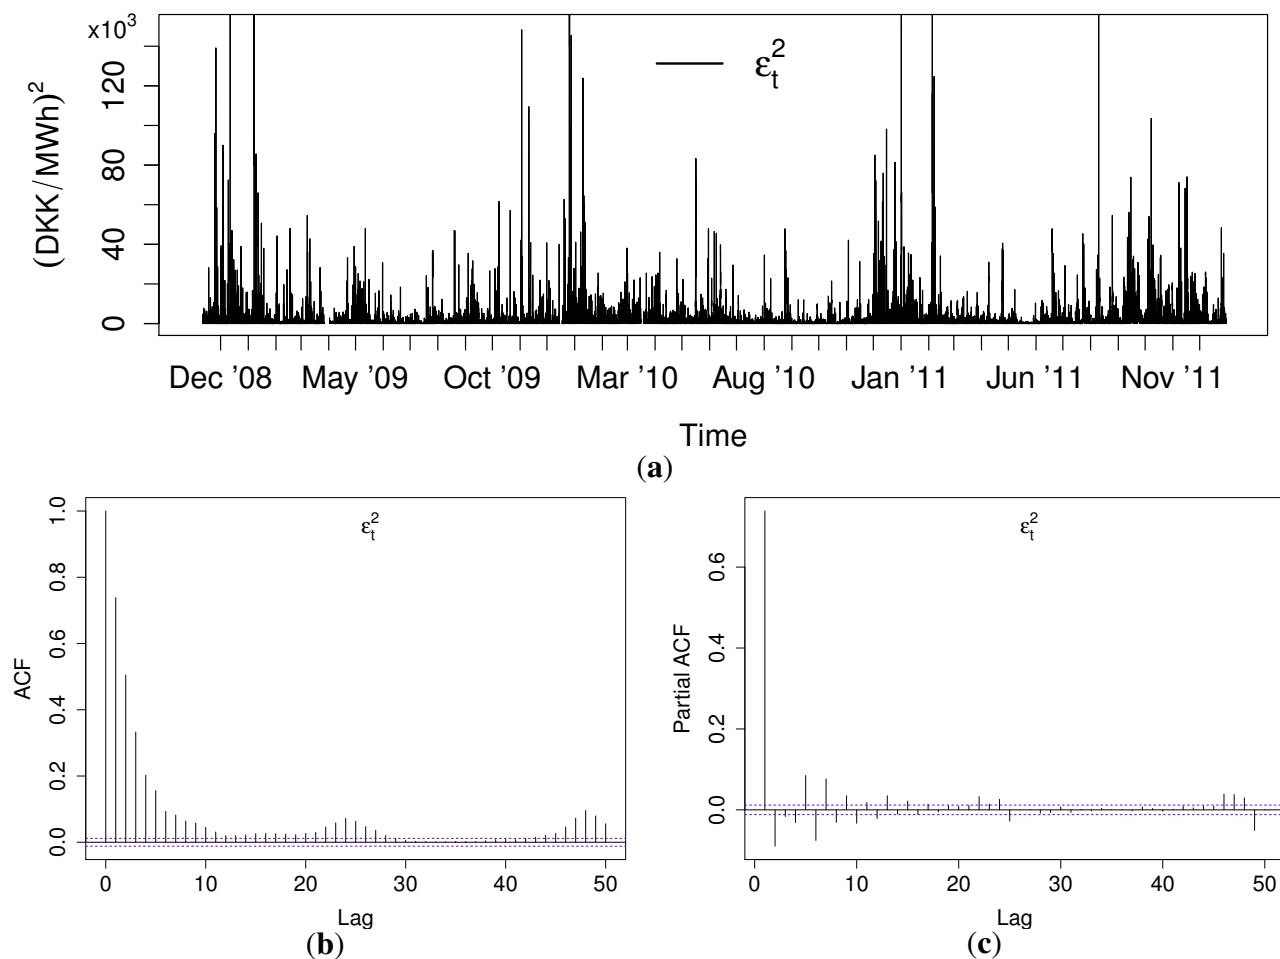 x10³
(DKK/MWh)²
0 40 80 120
εₜ²
Dec '08 May '09 Oct '09 Mar '10 Aug '10 Jan '11 Jun '11 Nov '11
Time
(a)
ACF
0.0 0.2 0.4 0.6 0.8 1.0
εₜ²
0 10 20 30 40 50
Lag
(b)
Partial ACF
0.0 0.2 0.4 0.6
εₜ²
0 10 20 30 40 50
Lag
(c)